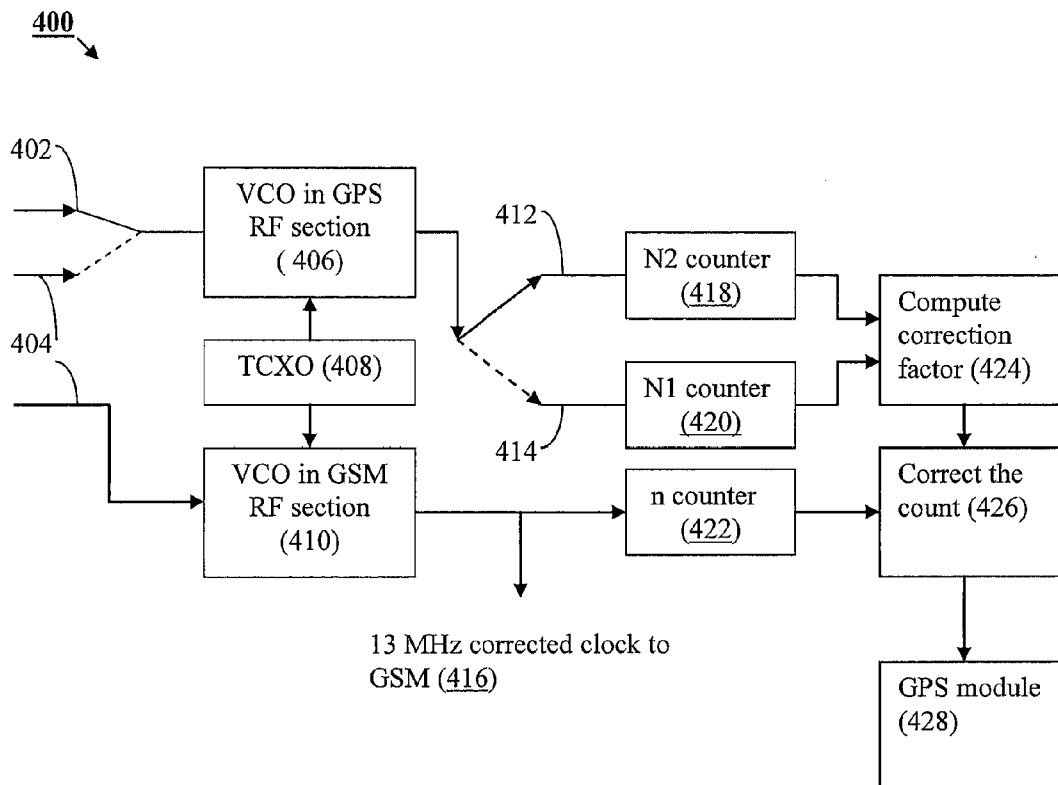 400
402
404
VCO in GPS
RF section
( 406)
TCXO (408)
VCO in GSM
RF section
(410)
412
414
N2 counter
(418)
N1 counter
(420)
n counter
(422)
Compute
correction
factor (424)
Correct the
count (426)
13 MHz corrected clock to
GSM (416)
GPS module
(428)